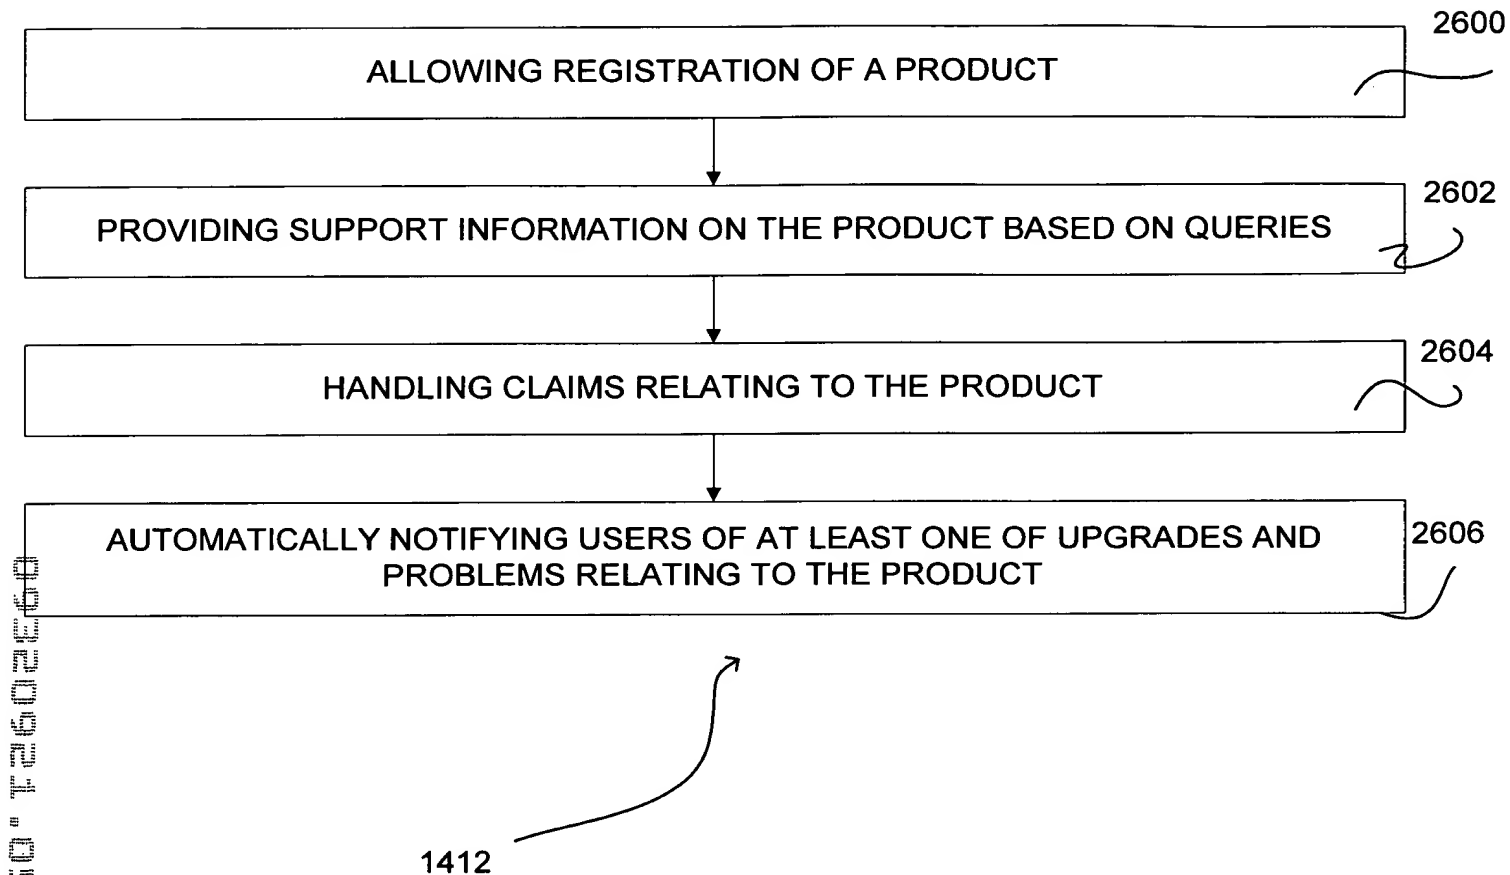 2600
ALLOWING REGISTRATION OF A PRODUCT
2602
PROVIDING SUPPORT INFORMATION ON THE PRODUCT BASED ON QUERIES
2604
HANDLING CLAIMS RELATING TO THE PRODUCT
2606
AUTOMATICALLY NOTIFYING USERS OF AT LEAST ONE OF UPGRADES AND
PROBLEMS RELATING TO THE PRODUCT
1412